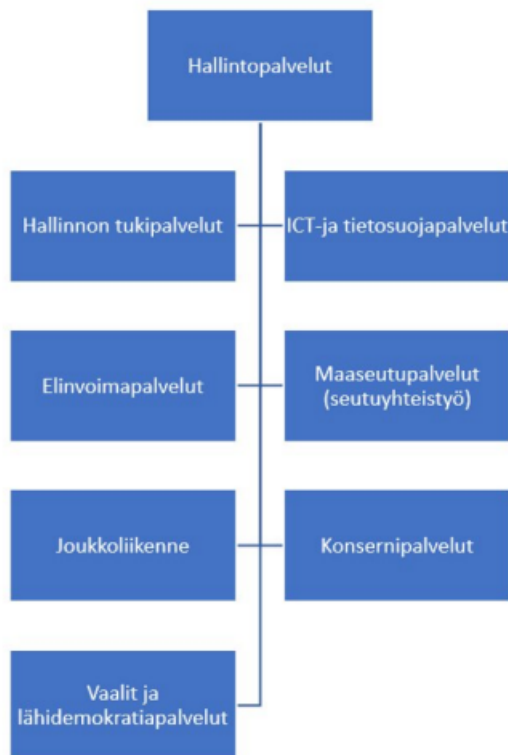 Hallintopalvelut
Hallinnon tukipalvelut
ICT-ja tietosuojapalvelut
Elinvoimapalvelut
Maaseutupalvelut
(seutuyhteistyö)
Joukkoliikenne
Konsernipalvelut
Vaalit ja
lähidemokratiapalvelut